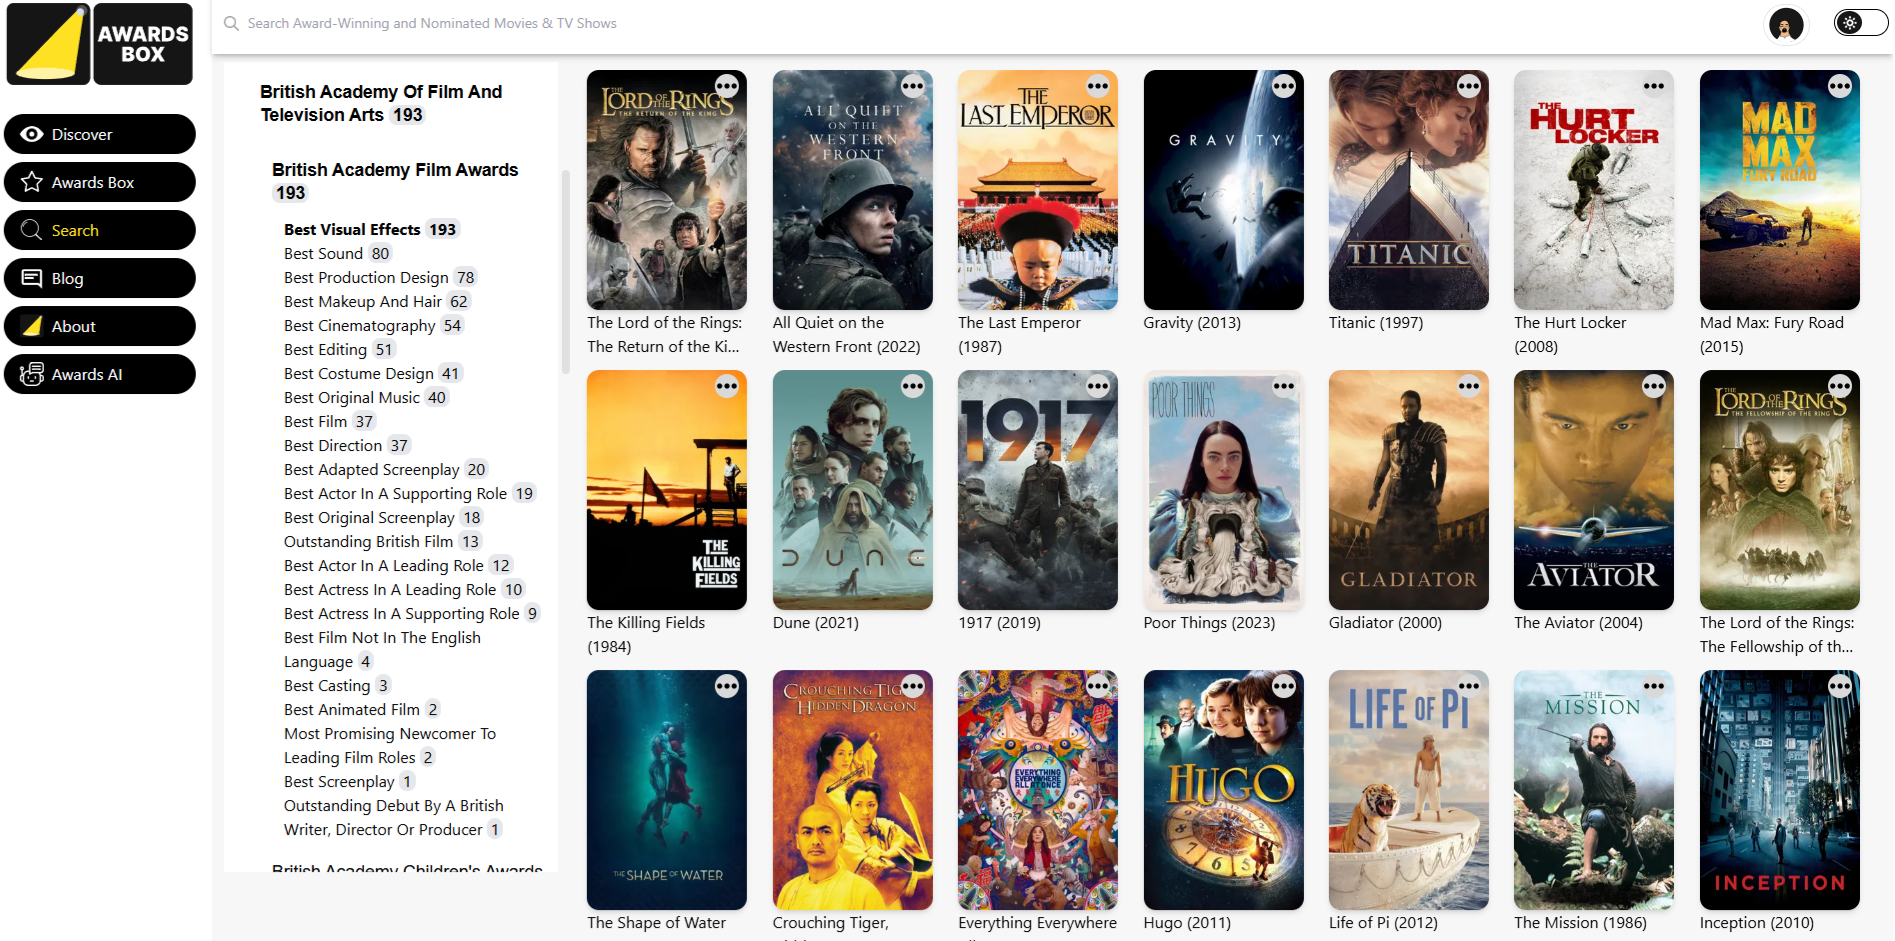 AWARDS
BOX
Search Award-Winning and Nominated Movies & TV Shows
Discover
Awards Box
Search
Blog
About
Awards AI
British Academy Of Film And
Television Arts 193
British Academy Film Awards
193
Best Visual Effects 193
Best Sound 80
Best Production Design 78
Best Makeup And Hair 62
Best Cinematography 54
Best Editing 51
Best Costume Design 41
Best Original Music 40
Best Film 37
Best Direction 37
Best Adapted Screenplay 20
Best Actor In A Supporting Role 19
Best Original Screenplay 18
Outstanding British Film 13
Best Actor In A Leading Role 12
Best Actress In A Leading Role 10
Best Actress In A Supporting Role 9
Best Film Not In The English
Language 4
Best Casting 3
Best Animated Film 2
Most Promising Newcomer To
Leading Film Roles 2
Best Screenplay 1
Outstanding Debut By A British
Writer, Director Or Producer 1
British Academy Children's Awards
THE
LORD OF THE RINGS
THE RETURN OF THE KING
The Lord of the Rings:
The Return of the Ki...
ALL QUIET
ON THE
WESTERN
FRONT
All Quiet on the
Western Front (2022)
THE
LAST EMPEROR
The Last Emperor
(1987)
GRAVITY
Gravity (2013)
TITANIC
Titanic (1997)
THE
HURT
LOCKER
The Hurt Locker
(2008)
MAD
MAX
FURY ROAD
Mad Max: Fury Road
(2015)
THE
KILLING
FIELDS
The Killing Fields
(1984)
DUNE
Dune (2021)
1917
1917 (2019)
POOR THINGS
Poor Things (2023)
GLADIATOR
Gladiator (2000)
THE
AVIATOR
The Aviator (2004)
THE
LORD OF THE RINGS
THE FELLOWSHIP OF THE RING
The Lord of the Rings:
The Fellowship of th...
THE SHAPE OF WATER
The Shape of Water
CROUCHING TIG
HIDDEN DRAGON
Crouching Tiger,
EVERYTHING
EVERYWHERE
ALL AT ONCE
Everything Everywhere
HUGO
Hugo (2011)
LIFE OF PI
Life of Pi (2012)
THE
MISSION
The Mission (1986)
INCEPTION
Inception (2010)